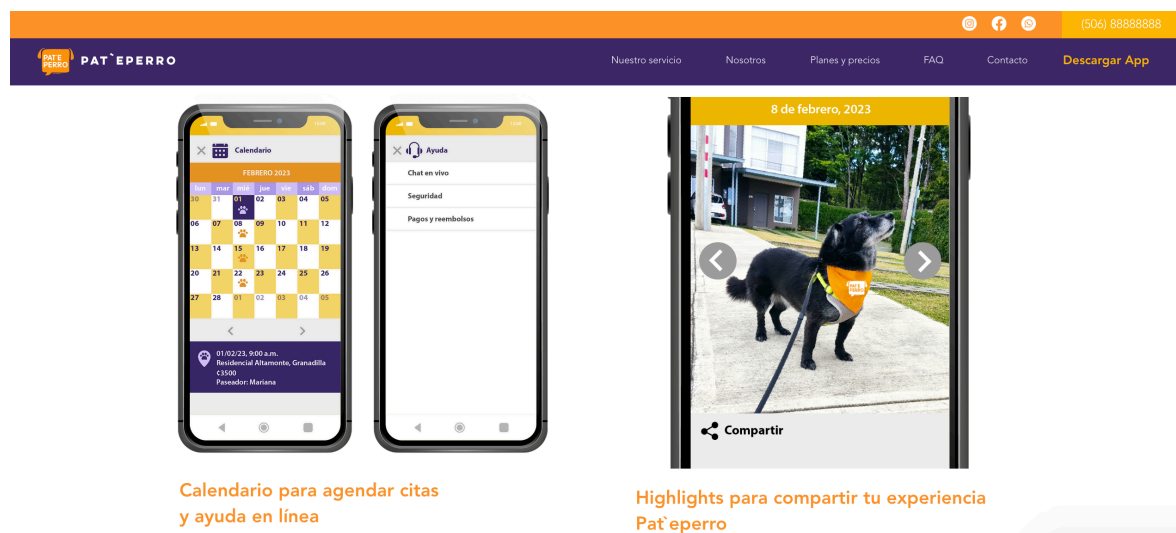 (506) 88888888
PAT'E
PERRO
PAT`EPERRO
Nuestro servicio
Nosotros
Planes y precios
FAQ
Contacto
Descargar App
Calendario
FEBRERO 2023
lun mar mié jue vie sáb dom
30 31 01 02 03 04 05
06 07 08 09 10 11 12
13 14 15 16 17 18 19
20 21 22 23 24 25 26
27 28 01 02 03 04 05
01/02/23, 9:00 a.m.
Residencial Altamonte, Granadilla
₡3500
Paseador: Mariana
Ayuda
Chat en vivo
Seguridad
Pagos y reembolsos
Calendario para agendar citas
y ayuda en línea
8 de febrero, 2023
Compartir
Highlights para compartir tu experiencia
Pat`eperro